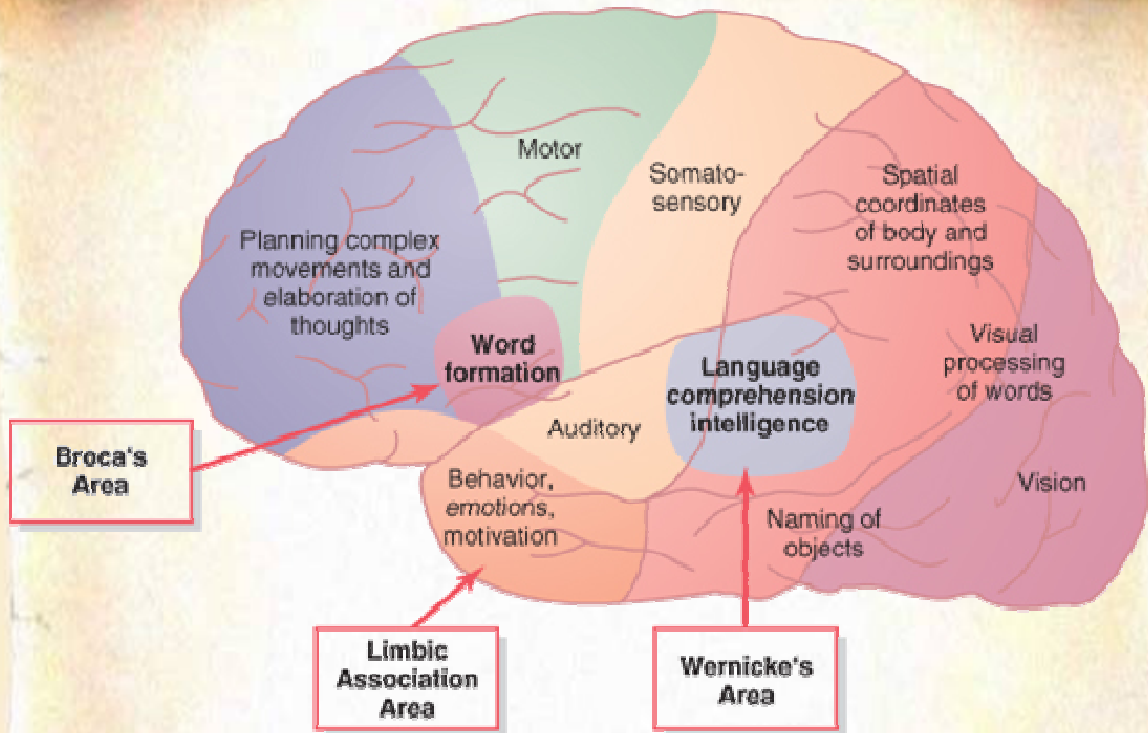 Motor
Somato-
sensory
Spatial
coordinates
of body and
surroundings
Planning complex
movements and
elaboration of
thoughts
Word
formation
Language
comprehension
intelligence
Visual
processing
of words
Auditory
Broca's
Area
Behavior,
emotions,
motivation
Vision
Naming of
objects
Limbic
Association
Area
Wernicke's
Area